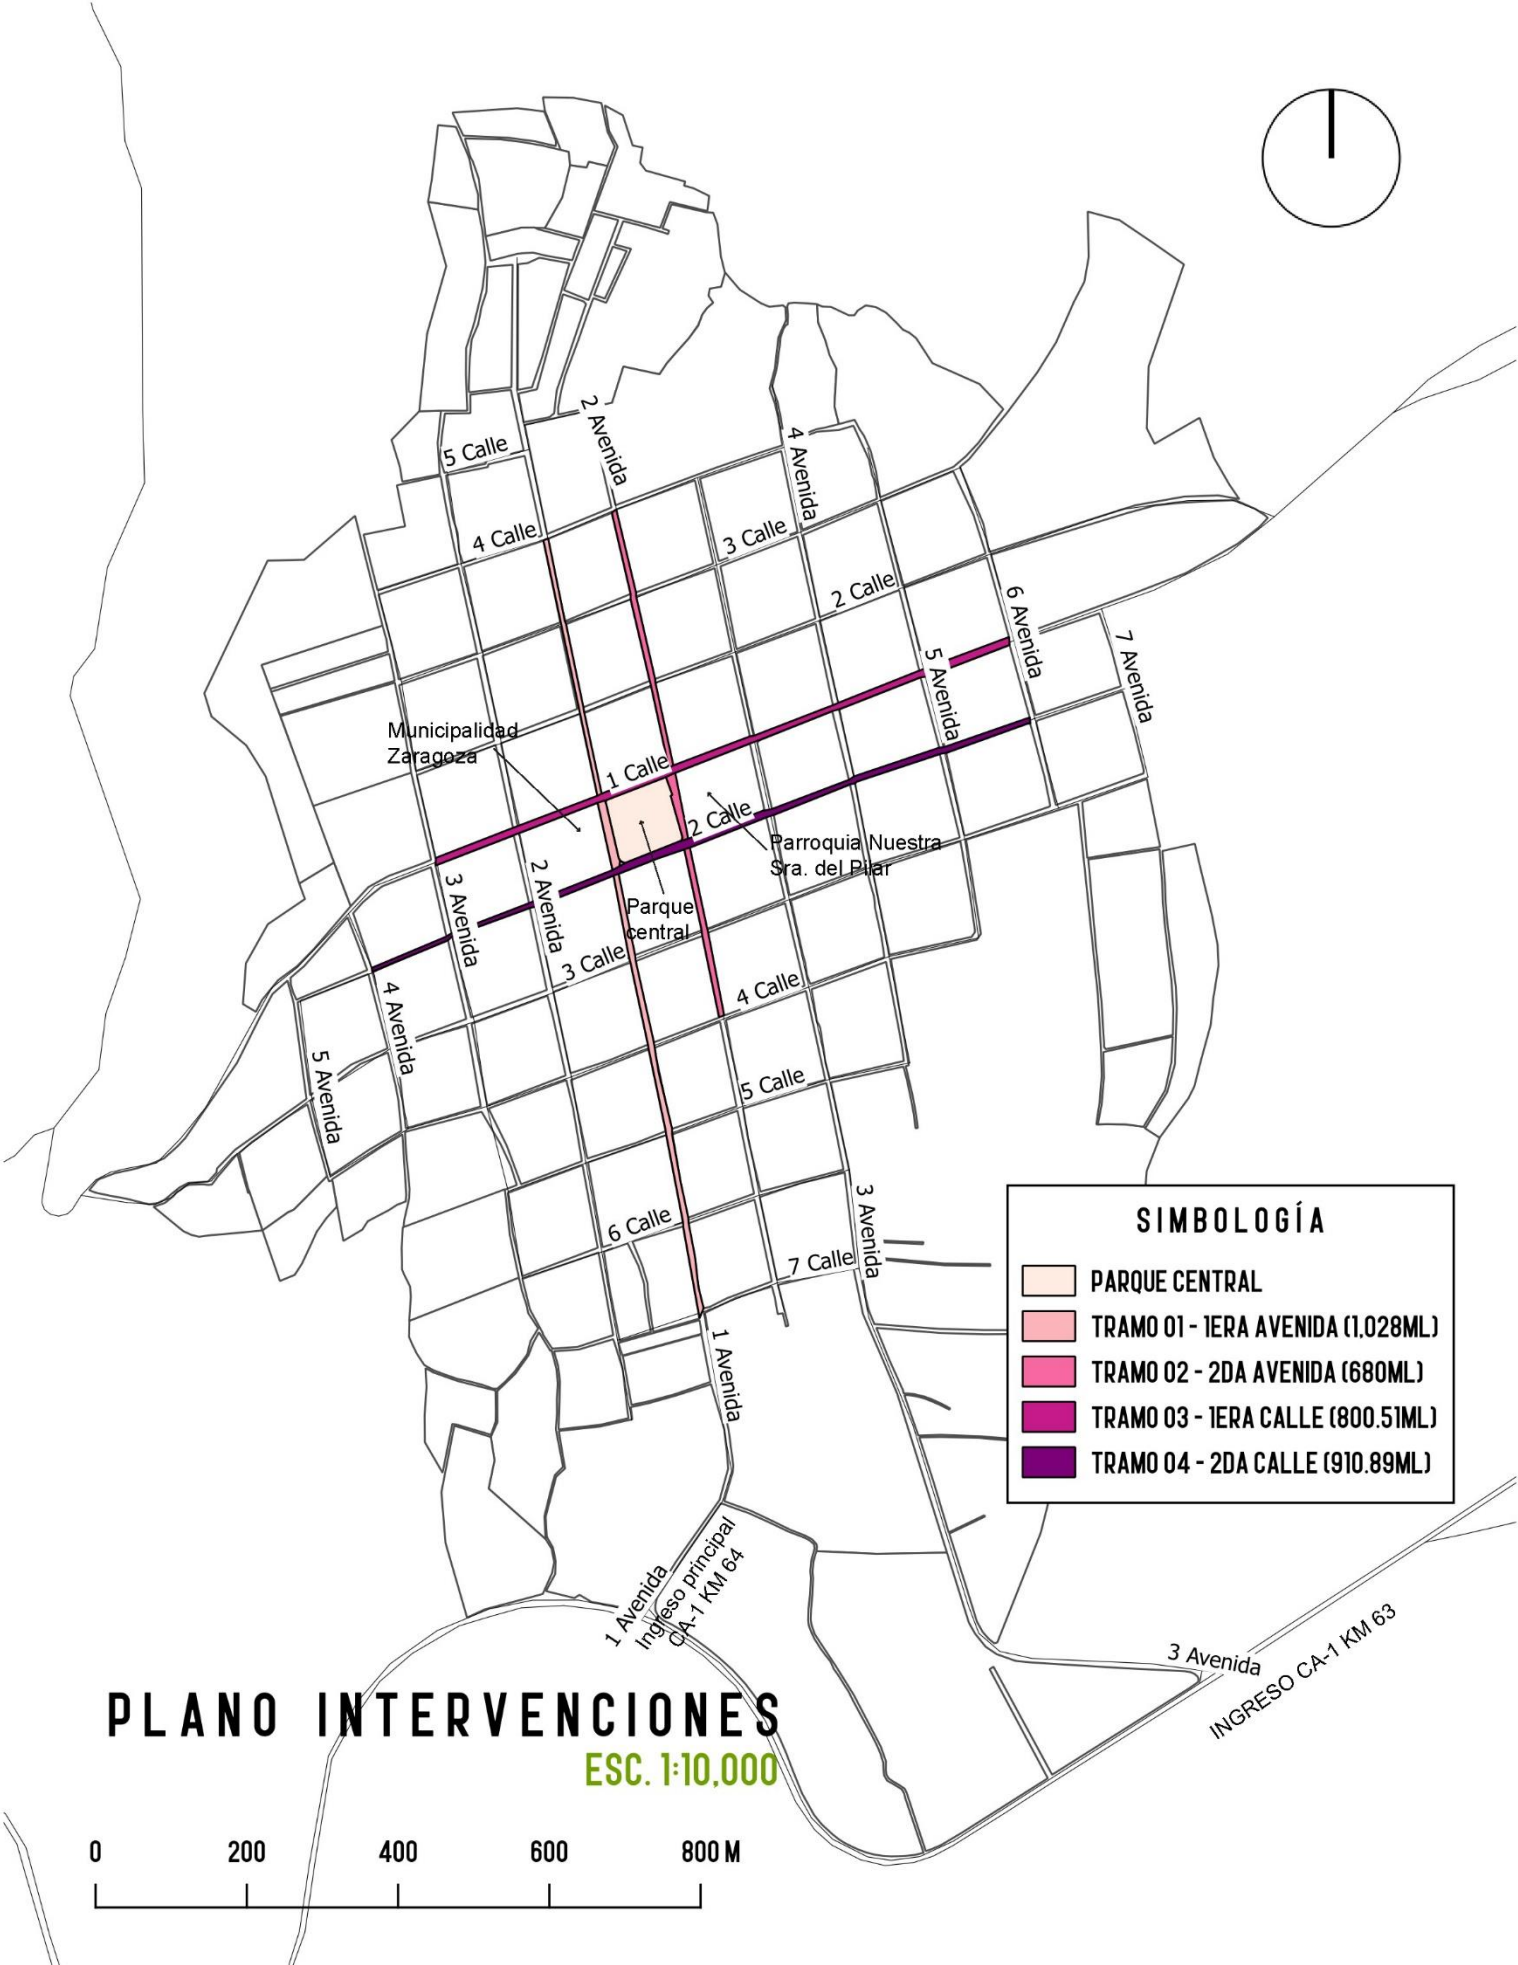 2 Avenida
4 Avenida
5 Calle
4 Calle
3 Calle
2 Calle
6 Avenida
7 Avenida
5 Avenida
Municipalidad
Zaragoza
1 Calle
2 Calle
Parroquia Nuestra
Sra. del Pilar
Parque
central
3 Avenida
2 Avenida
3 Calle
4 Calle
4 Avenida
5 Avenida
5 Calle
6 Calle
7 Calle
3 Avenida
1 Avenida
SIMBOLOGÍA
PARQUE CENTRAL
TRAMO 01 - 1ERA AVENIDA (1,028ML)
TRAMO 02 - 2DA AVENIDA (680ML)
TRAMO 03 - 1ERA CALLE (800.51ML)
TRAMO 04 - 2DA CALLE (910.89ML)
1 Avenida
Ingreso principal
CA-1 KM 64
3 Avenida
INGRESO CA-1 KM 63
PLANO INTERVENCIONES
ESC. 1:10,000
0 200 400 600 800 M